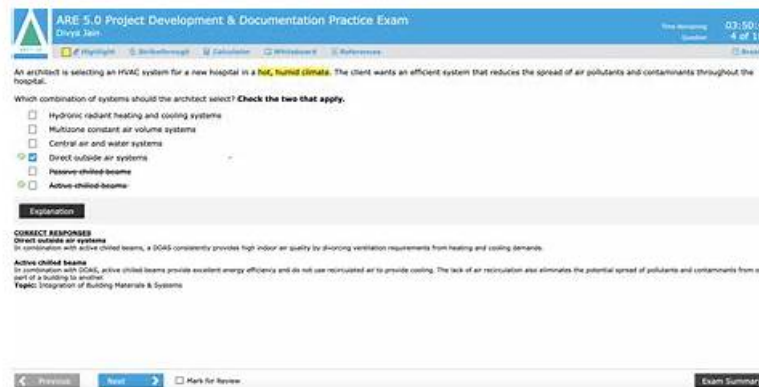 ARE 5.0 Project Development & Documentation Practice Exam
Divya Jain
Time Remaining 03:50:
Question 4 of 1
Highlight Strikethrough Calculator Whiteboard References
An architect is selecting an HVAC system for a new hospital in a hot, humid climate. The client wants an efficient system that reduces the spread of air pollutants and contaminants throughout the
hospital.
Which combination of systems should the architect select? Check the two that apply.
Hydronic radiant heating and cooling systems
Multizone constant air volume systems
Central air and water systems
Direct outside air systems
Passive chilled beams
Active chilled beams
Explanation
CORRECT RESPONSES
Direct outside air systems
In combination with active chilled beams, a DOAS consistently provides high indoor air quality by divorcing ventilation requirements from heating and cooling demands.
Active chilled beams
In combination with DOAS, active chilled beams provide excellent energy efficiency and do not use recirculated air to provide cooling. The lack of air recirculation also eliminates the potential spread of pollutants and contaminants from
part of a building to another.
Topic: Integration of Building Materials & Systems
Previous Next Mark for Review Exam Summar